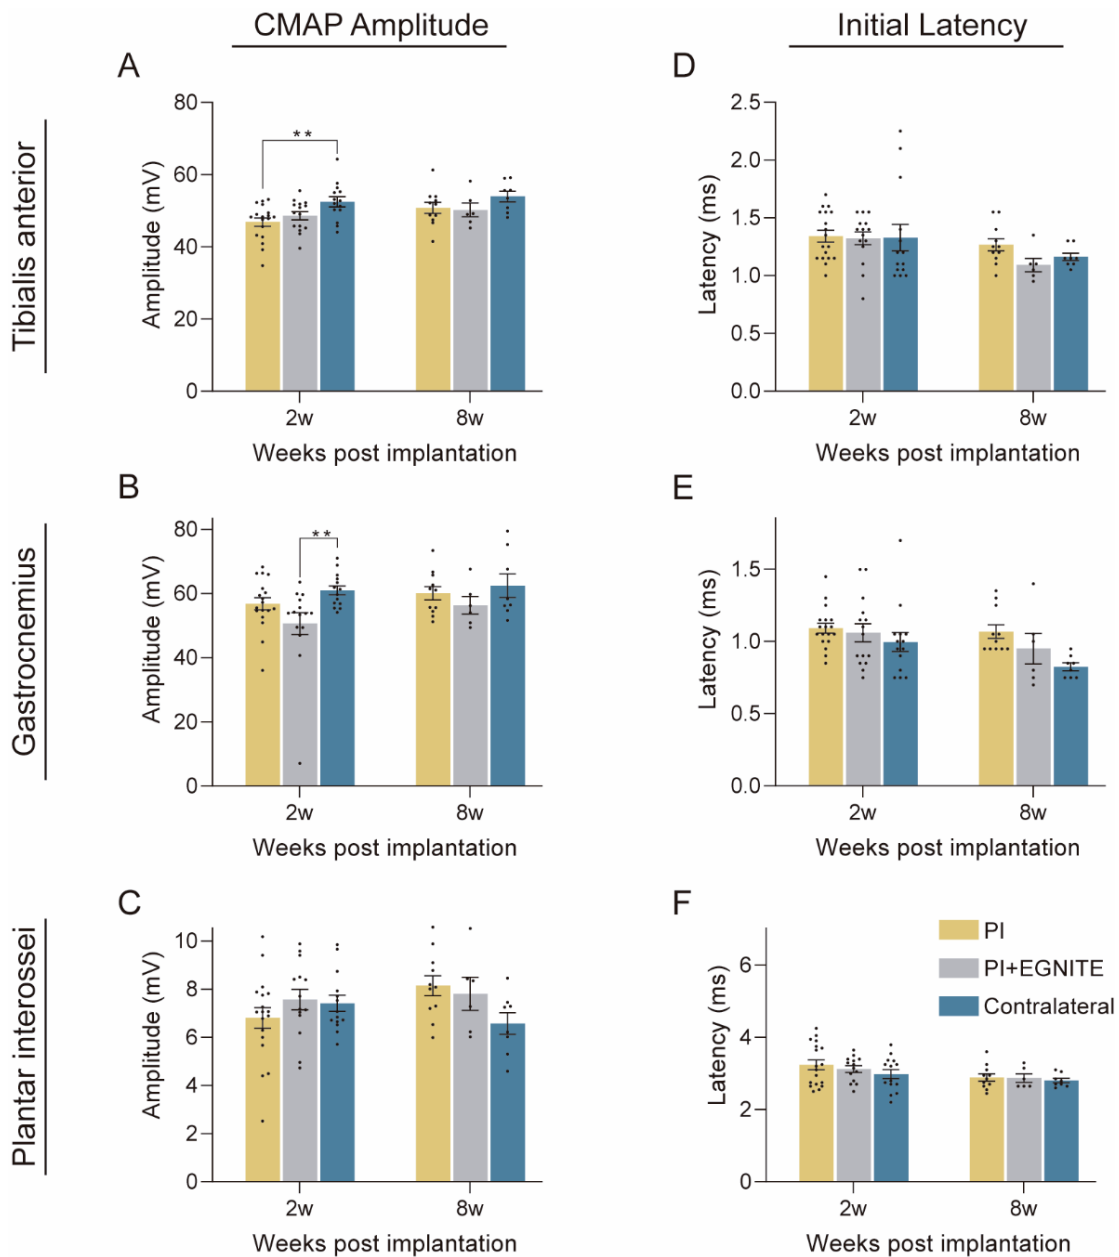 CMAP Amplitude
Initial Latency
Tibialis anterior
A
Amplitude (mV)
80
60
40
20
0
**
2w
8w
Weeks post implantation
D
Latency (ms)
2.5
2.0
1.5
1.0
0.5
0.0
2w
8w
Weeks post implantation
Gastrocnemius
B
Amplitude (mV)
80
60
40
20
0
**
2w
8w
Weeks post implantation
E
Latency (ms)
1.5
1.0
0.5
0.0
2w
8w
Weeks post implantation
Plantar interossei
C
Amplitude (mV)
10
8
6
4
2
0
2w
8w
Weeks post implantation
F
Latency (ms)
6
4
2
0
PI
PI+EGNITE
Contralateral
2w
8w
Weeks post implantation